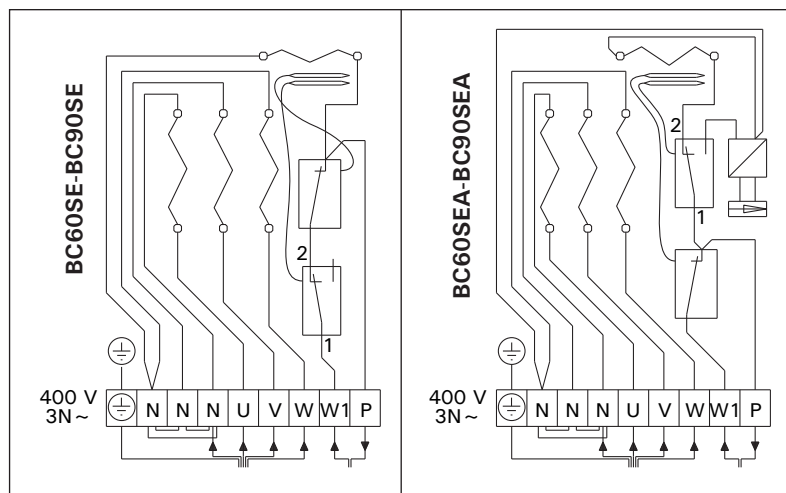 BC60SE-BC90SE
2
1
400 V
3N~
N N N U V W W1 P
BC60SEA-BC90SEA
2
1
400 V
3N~
N N N U V W W1 P